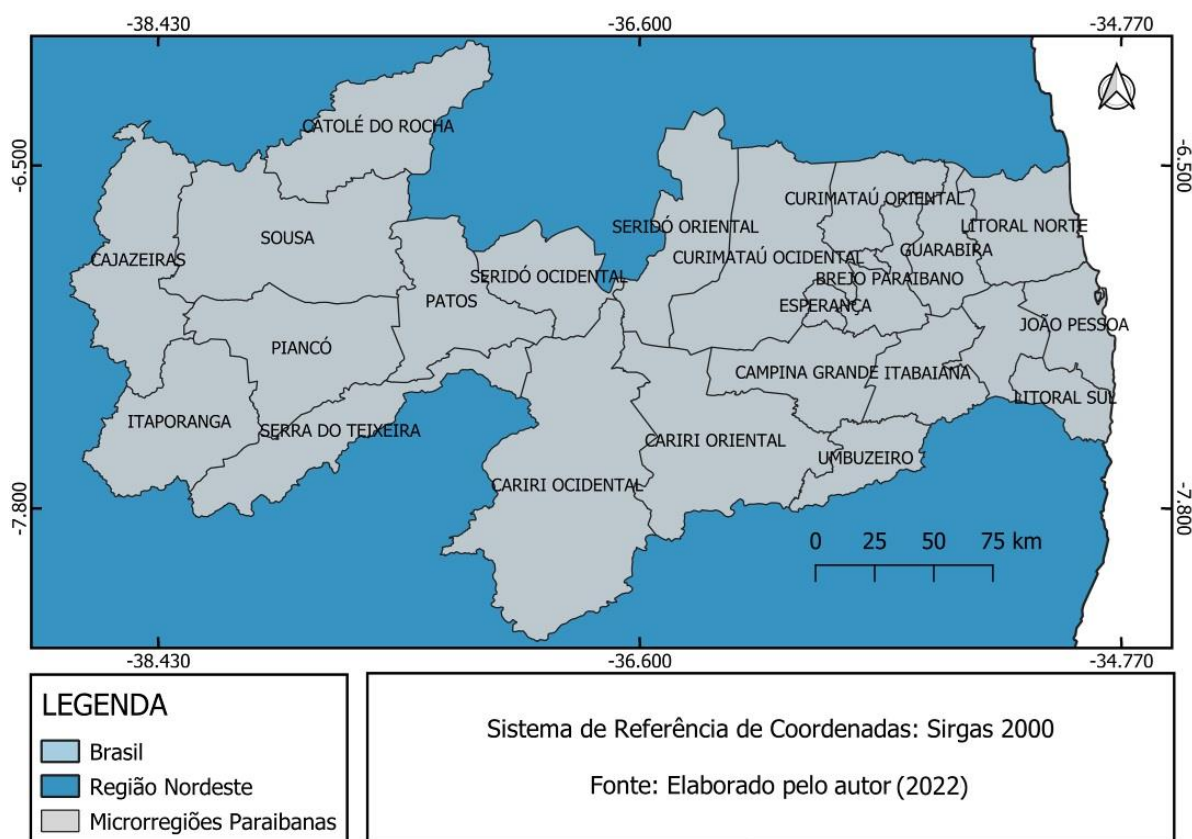 -38.430
-36.600
-34.770
CATOLÉ DO ROCHA
-6.500
-6.500
CURIMATAÚ ORIENTAL
SERIDÓ ORIENTAL
LITORAL NORTE
SOUSA
CAJAZEIRAS
CURIMATAÚ OCIDENTAL
GUARABIRA
SERIDÓ OCIDENTAL
BREJO PARAIBANO
PATOS
ESPERANÇA
JOÃO PESSOA
PIANCÓ
CAMPINA GRANDE
ITABAIANA
LITORAL SUL
ITAPORANGA
SERRA DO TEIXEIRA
CARIRI ORIENTAL
UMBUZEIRO
CARIRI OCIDENTAL
-7.800
-7.800
0 25 50 75 km
-38.430
-36.600
-34.770
LEGENDA
Brasil
Região Nordeste
Microrregiões Paraibanas
Sistema de Referência de Coordenadas: Sirgas 2000
Fonte: Elaborado pelo autor (2022)